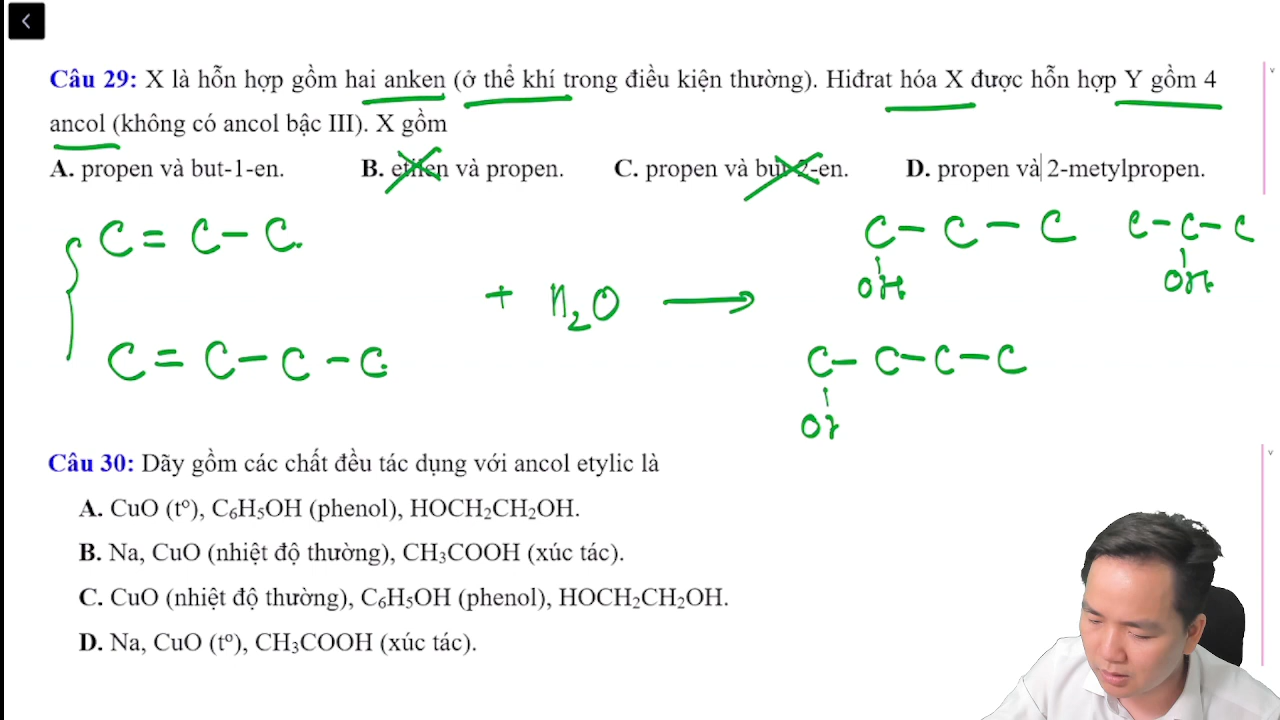 Câu 29: X là hỗn hợp gồm hai anken (ở thể khí trong điều kiện thường). Hiđrat hóa X được hỗn hợp Y gồm 4
ancol (không có ancol bậc III). X gồm
A. propen và but-1-en. B. etilen và propen. C. propen và but-2-en. D. propen và 2-metylpropen.
C = C - C
C - C - C C - C - C
OH OH
+ H₂O →
C = C - C - C
C - C - C - C
OH
Câu 30: Dãy gồm các chất đều tác dụng với ancol etylic là
A. CuO (tº), C₆H₅OH (phenol), HOCH₂CH₂OH.
B. Na, CuO (nhiệt độ thường), CH₃COOH (xúc tác).
C. CuO (nhiệt độ thường), C₆H₅OH (phenol), HOCH₂CH₂OH.
D. Na, CuO (tº), CH₃COOH (xúc tác).